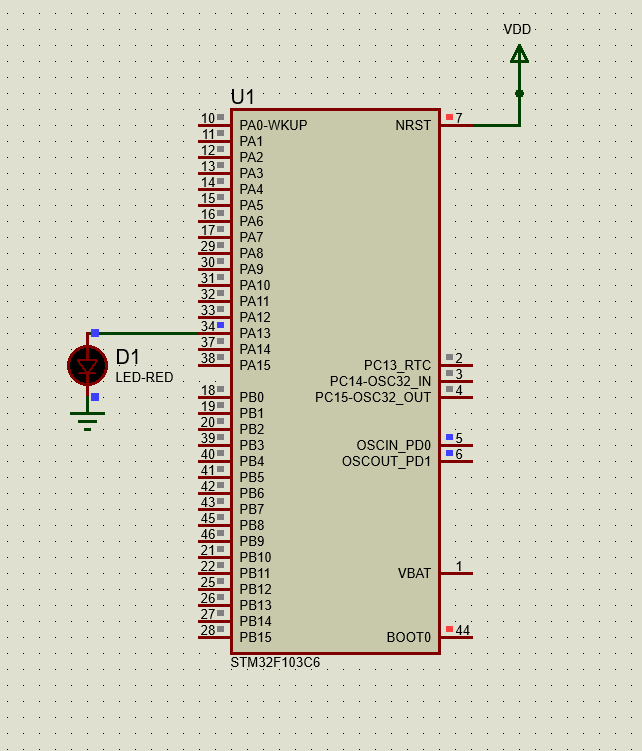 VDD
U1
10 PA0-WKUP NRST 7
11 PA1
12 PA2
13 PA3
14 PA4
15 PA5
16 PA6
17 PA7
29 PA8
30 PA9
31 PA10
32 PA11
33 PA12
34 PA13
37 PA14
38 PA15 PC13_RTC 2
PC14-OSC32_IN 3
18 PB0 PC15-OSC32_OUT 4
19 PB1
20 PB2
39 PB3 OSCIN_PD0 5
40 PB4 OSCOUT_PD1 6
41 PB5
42 PB6
43 PB7
45 PB8
46 PB9
21 PB10
22 PB11 VBAT 1
25 PB12
26 PB13
27 PB14
28 PB15 BOOT0 44
STM32F103C6
D1
LED-RED